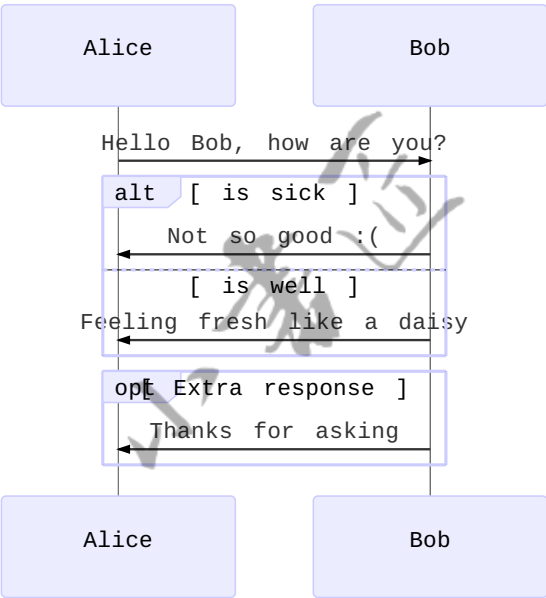 Alice Bob
Hello Bob, how are you?
alt [ is sick ]
Not so good :(
[ is well ]
Feeling fresh like a daisy
opt [ Extra response ]
Thanks for asking
Alice Bob